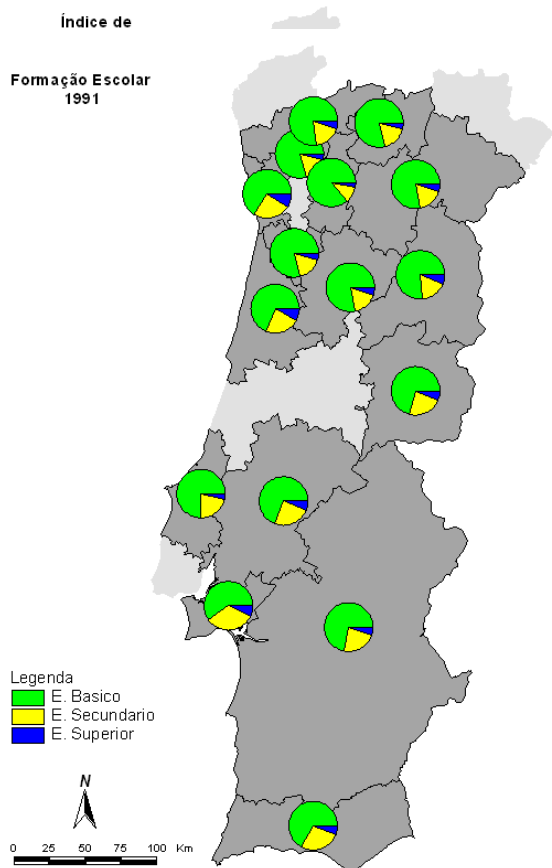 Índice de
Formação Escolar
1991
Legenda
E. Basico
E. Secundario
E. Superior
N
0 25 50 75 100 Km